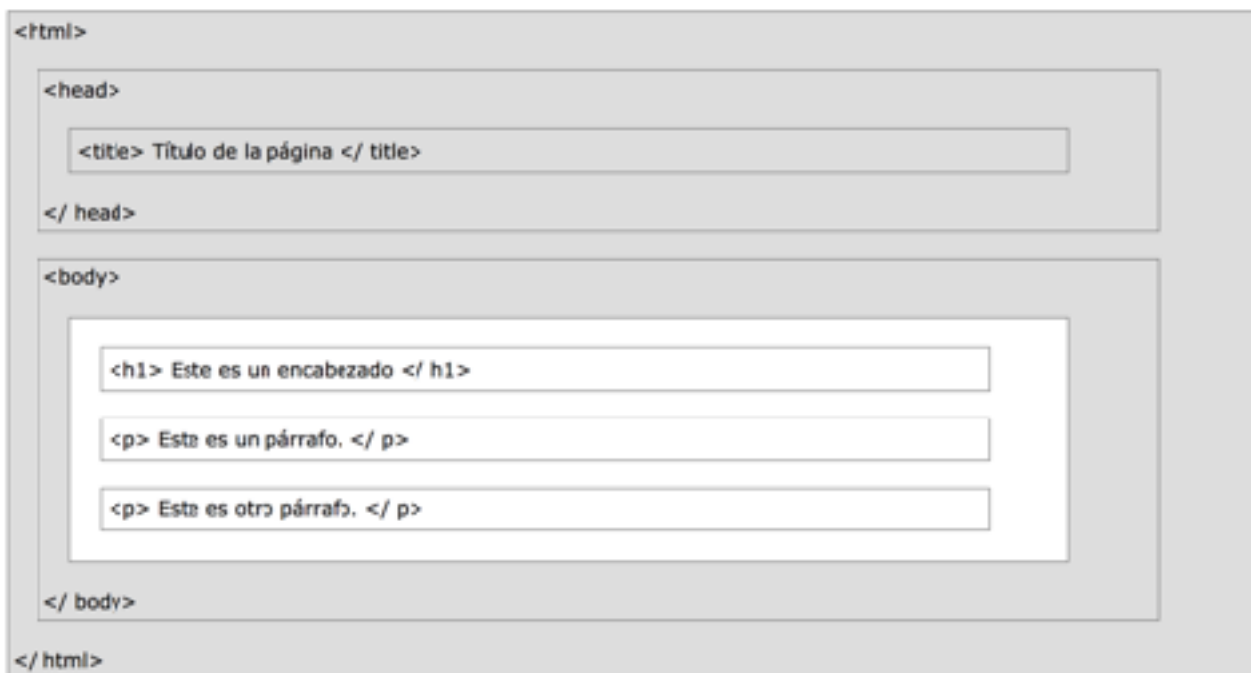 <html>
<head>
<title> Título de la página </ title>
</ head>
<body>
<h1> Este es un encabezado </ h1>
<p> Este es un párrafo. </ p>
<p> Este es otro párrafo. </ p>
</ body>
</ html>